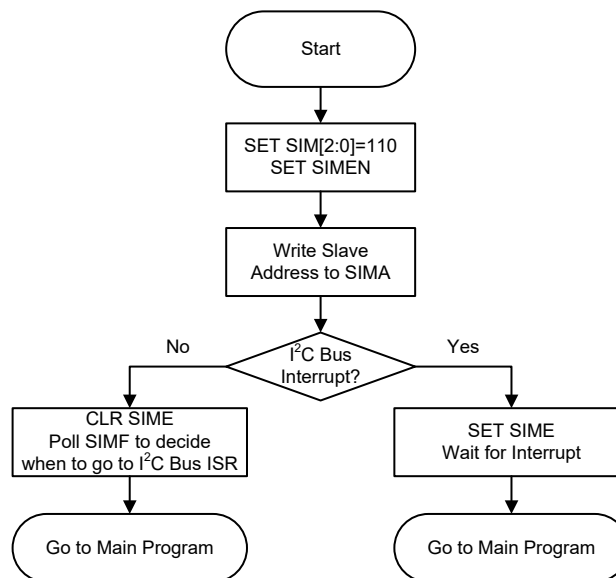 Start
SET SIM[2:0]=110
SET SIMEN
Write Slave
Address to SIMA
No
I²C Bus
Interrupt?
Yes
CLR SIME
Poll SIMF to decide
when to go to I²C Bus ISR
SET SIME
Wait for Interrupt
Go to Main Program
Go to Main Program